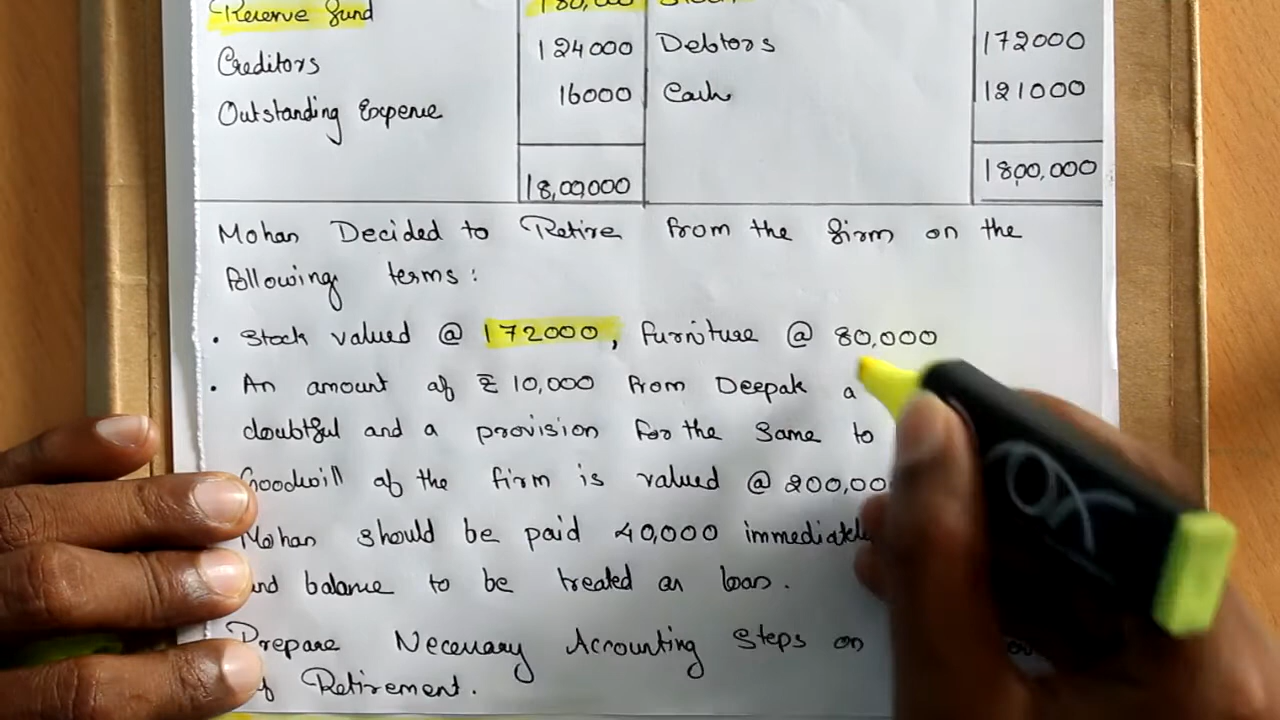 Reserve fund 180,000
Creditors 124000 Debtors 172000
Outstanding Expense 16000 Cash 121000
18,00,000 1800,000
Mohan Decided to Retire from the firm on the
following terms:
• Stock valued @ 172000, furniture @ 80,000
• An amount of ₹ 10,000 from Deepak a
doubtful and a provision for the same to
Goodwill of the firm is valued @ 200,00
Mohan should be paid 40,000 immediately
and balance to be treated as loan.
Prepare Necessary Accounting Steps on
of Retirement.